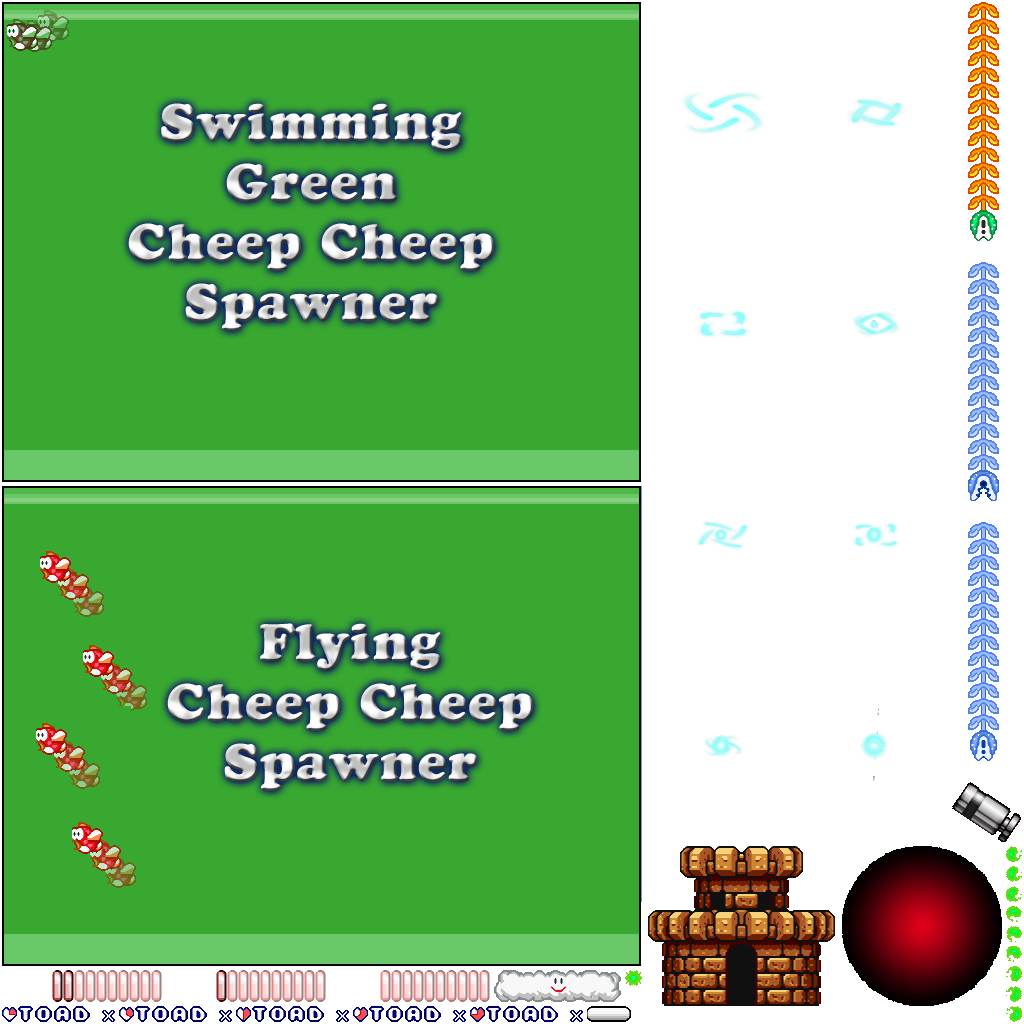 Swimming
Green
Cheep Cheep
Spawner
Flying
Cheep Cheep
Spawner
TOAD x TOAD x TOAD x TOAD x TOAD x